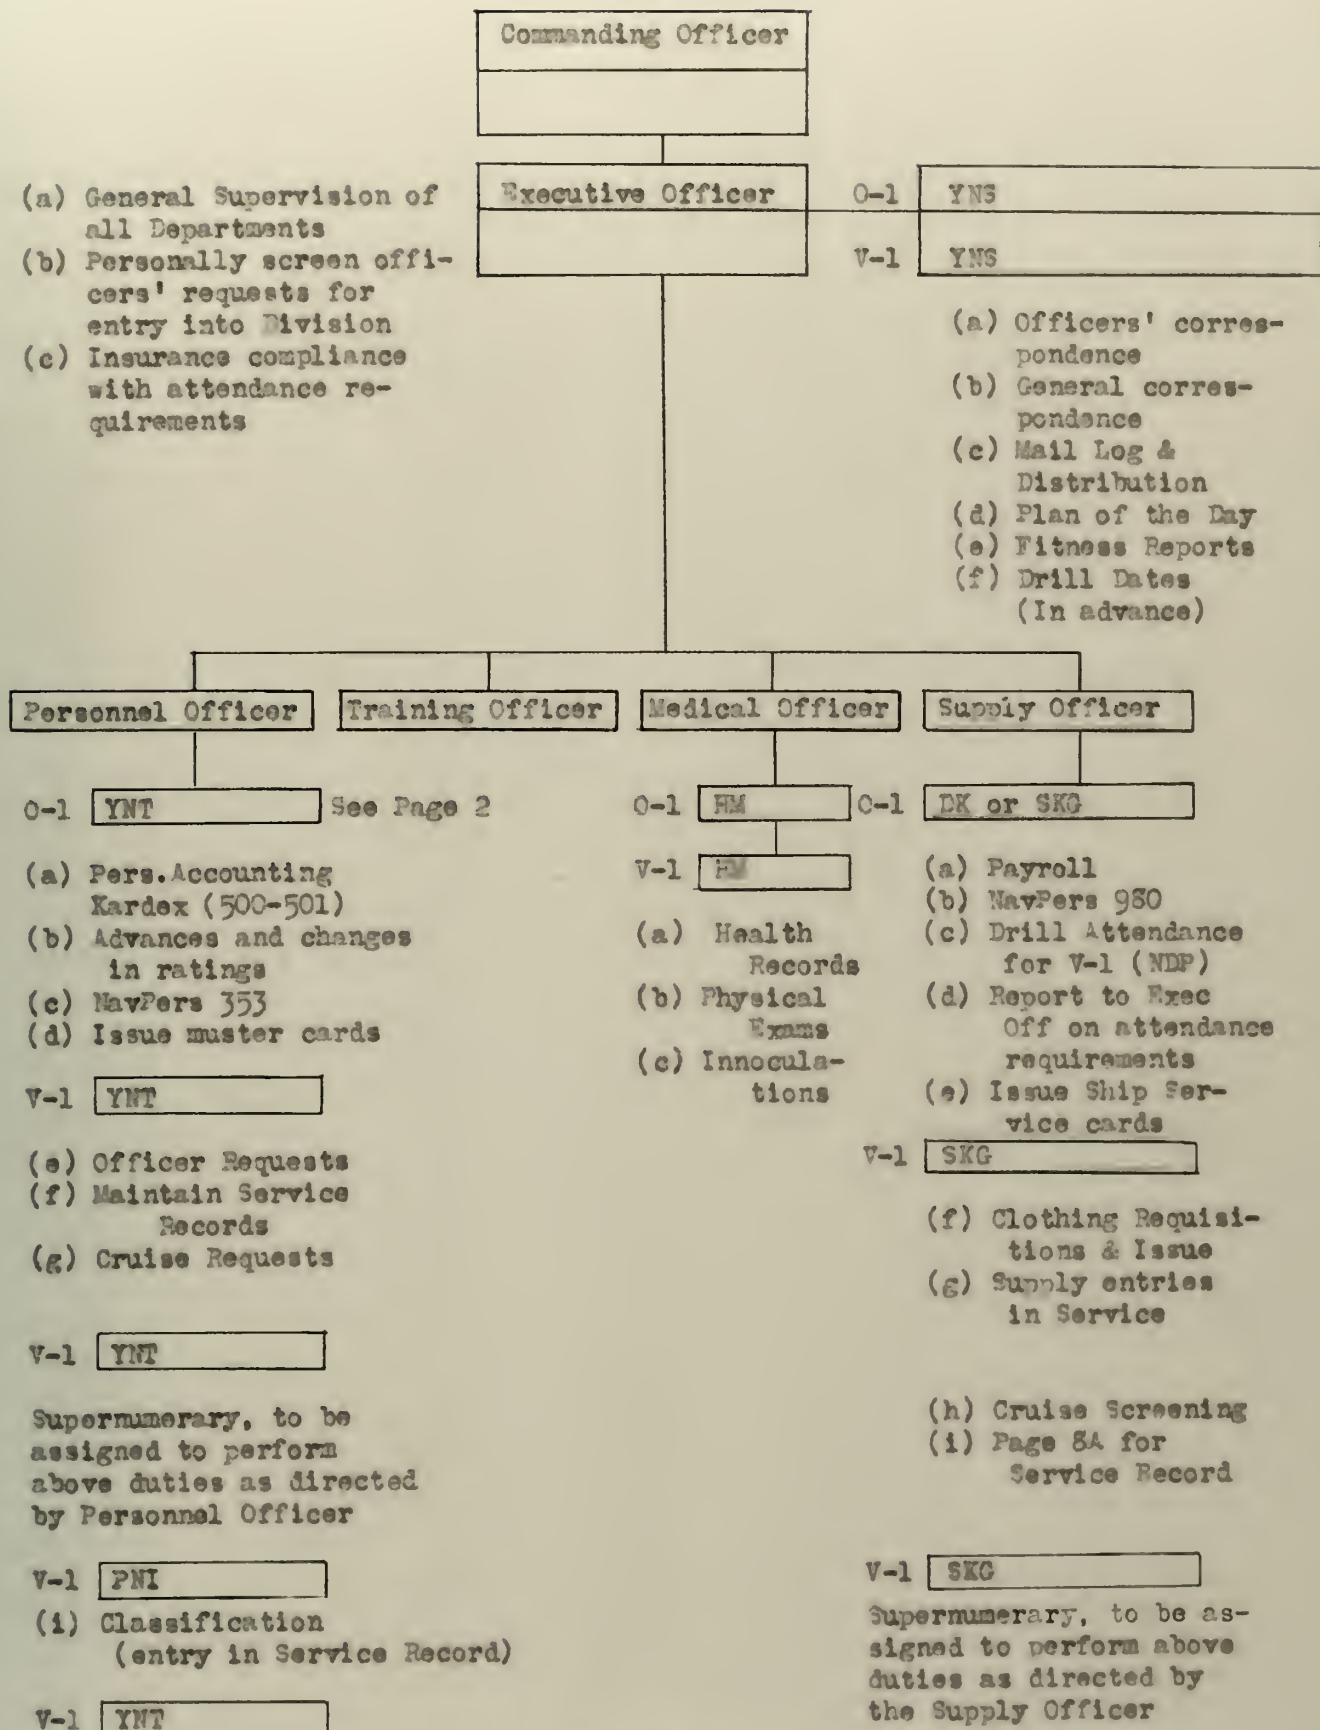 Commanding Officer
Executive Officer
(a) General Supervision of
all Departments
(b) Personally screen offi-
cers' requests for
entry into Division
(c) Insurance compliance
with attendance re-
quirements
O-1 YNS
V-1 YNS
(a) Officers' corres-
pondence
(b) General corres-
pondence
(c) Mail Log &
Distribution
(d) Plan of the Day
(e) Fitness Reports
(f) Drill Dates
(In advance)
Personnel Officer
Training Officer
Medical Officer
Supply Officer
O-1 YNT
See Page 2
(a) Pers.Accounting
Kardex (500-501)
(b) Advances and changes
in ratings
(c) NavPers 353
(d) Issue muster cards
V-1 YNT
(e) Officer Requests
(f) Maintain Service
Records
(g) Cruise Requests
V-1 YNT
Supernumerary, to be
assigned to perform
above duties as directed
by Personnel Officer
V-1 PNI
(i) Classification
(entry in Service Record)
V-1 YNT
O-1 HM
V-1 HM
(a) Health
Records
(b) Physical
Exams
(c) Innocula-
tions
O-1 DK or SKG
(a) Payroll
(b) NavPers 980
(c) Drill Attendance
for V-1 (NDP)
(d) Report to Exec
Off on attendance
requirements
(e) Issue Ship Ser-
vice cards
V-1 SKG
(f) Clothing Requisi-
tions & Issue
(g) Supply entries
in Service
(h) Cruise Screening
(i) Page 8A for
Service Record
V-1 SKG
Supernumerary, to be as-
signed to perform above
duties as directed by
the Supply Officer